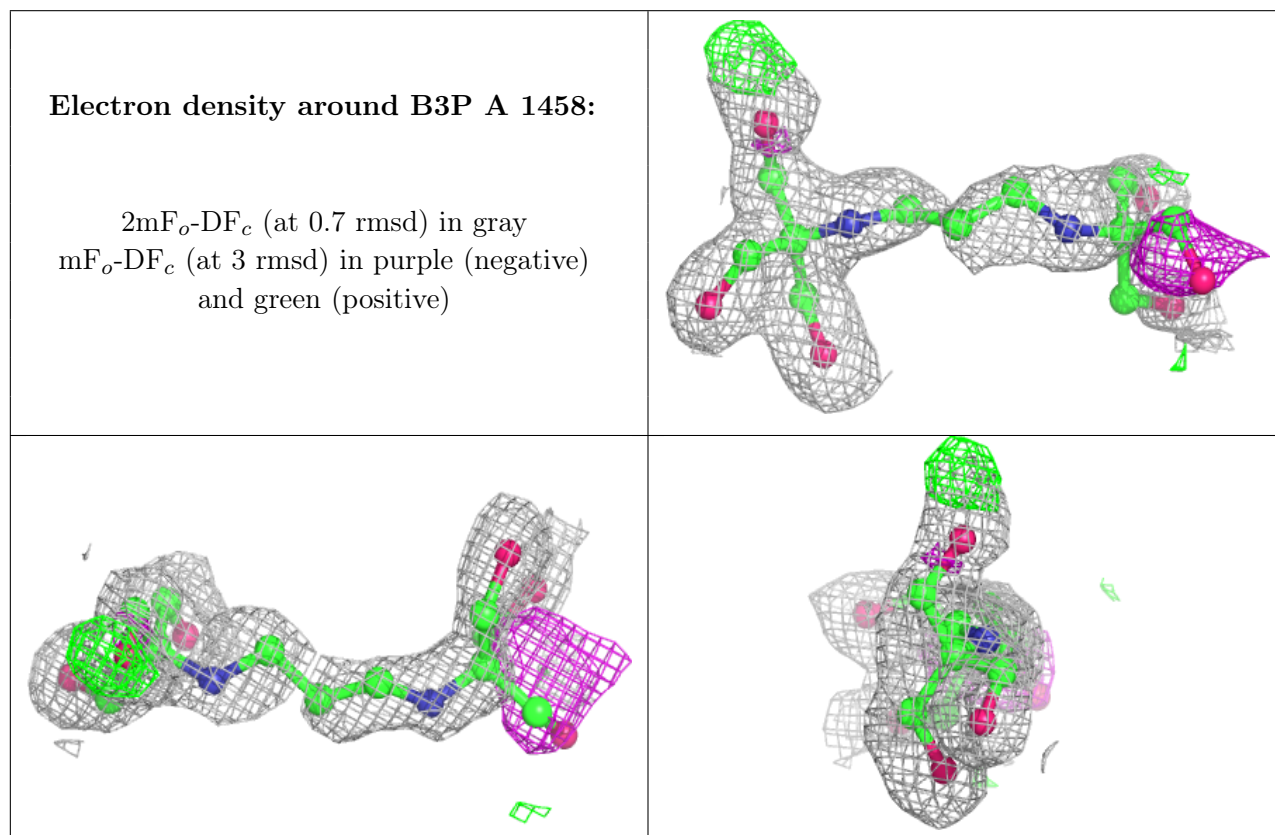 Electron density around B3P A 1458:
2mFo-DFc (at 0.7 rmsd) in gray
mFo-DFc (at 3 rmsd) in purple (negative)
and green (positive)